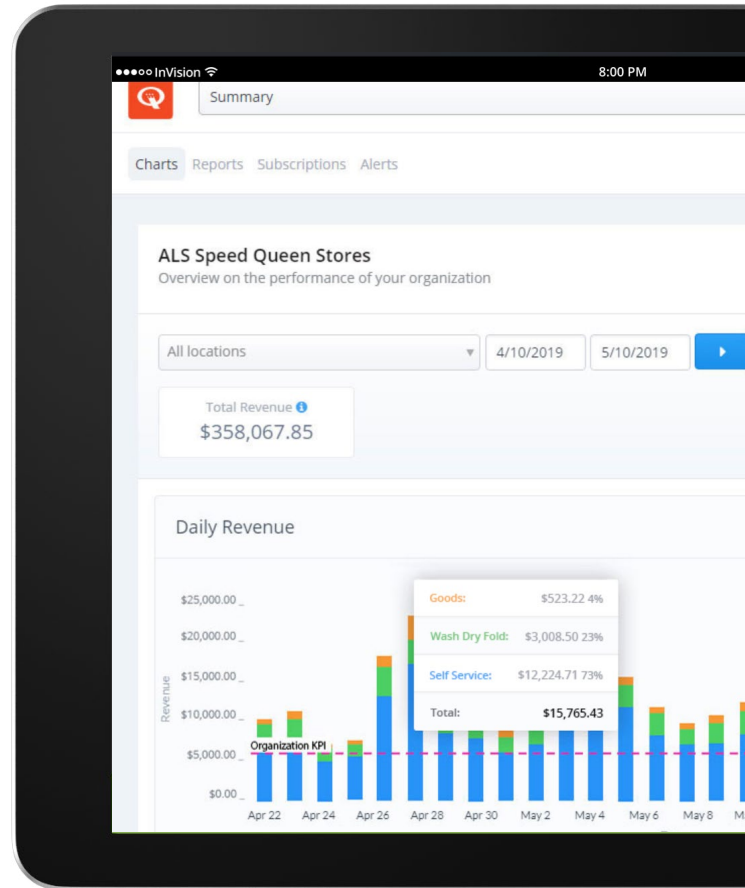 InVision
8:00 PM
Summary
Charts Reports Subscriptions Alerts
ALS Speed Queen Stores
Overview on the performance of your organization
All locations 4/10/2019 5/10/2019
Total Revenue
$358,067.85
Daily Revenue
$25,000.00
$20,000.00
$15,000.00
$10,000.00
$5,000.00
$0.00
Revenue
Organization KPI
Goods: $523.22 4%
Wash Dry Fold: $3,008.50 23%
Self Service: $12,224.71 73%
Total: $15,765.43
Apr 22 Apr 24 Apr 26 Apr 28 Apr 30 May 2 May 4 May 6 May 8